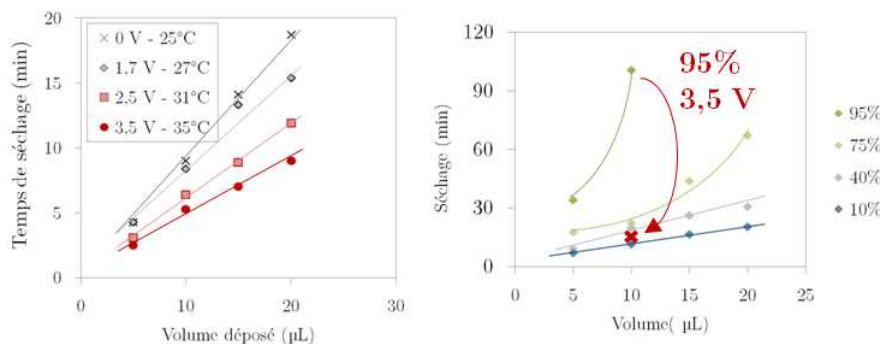 Temps de séchage (min)
20
15
10
5
0
× 0 V - 25°C
1,7 V - 27°C
2,5 V - 31°C
3,5 V - 35°C
0 10 20 30
Volume déposé (µL)
Séchage (min)
120
90
60
30
0
95%
3,5 V
0 5 10 15 20 25
Volume( µL)
95%
75%
40%
10%